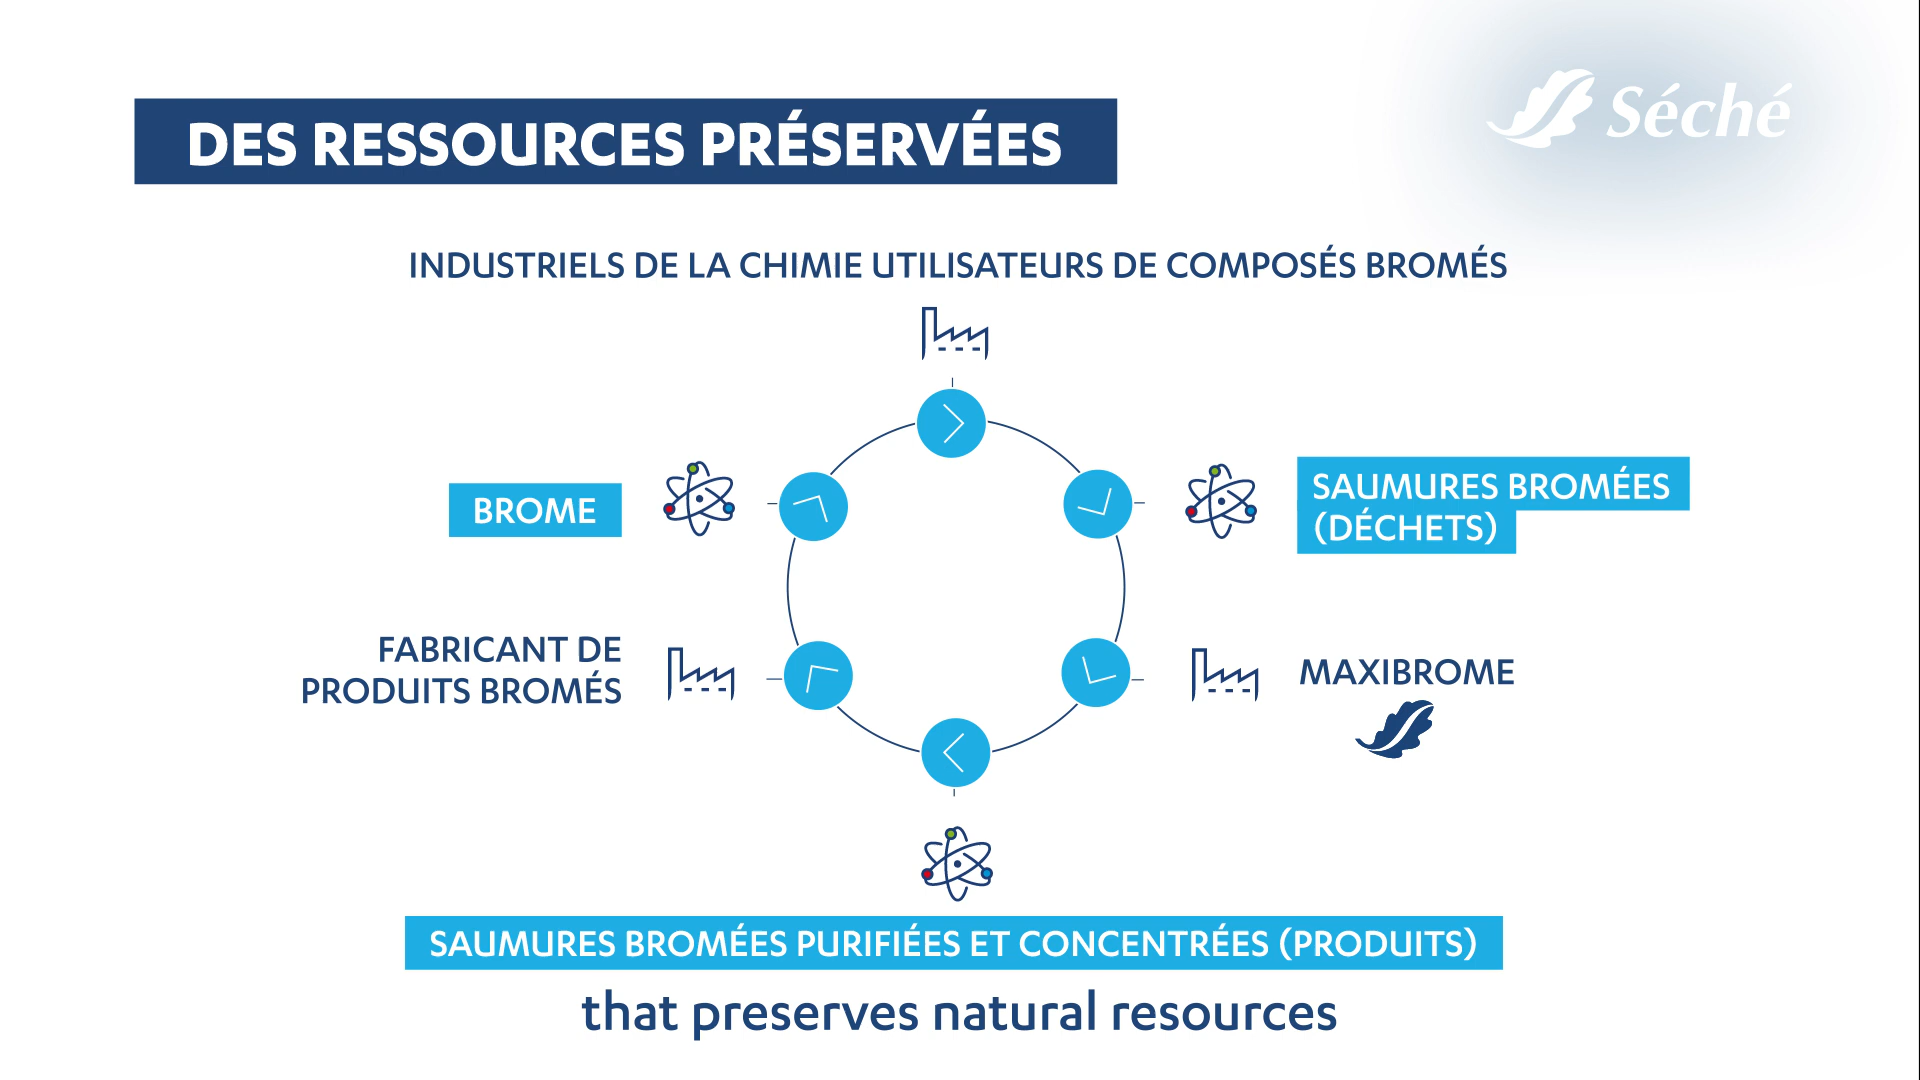 Séché
DES RESSOURCES PRÉSERVÉES
INDUSTRIELS DE LA CHIMIE UTILISATEURS DE COMPOSÉS BROMÉS
BROME
SAUMURES BROMÉES
(DÉCHETS)
FABRICANT DE
PRODUITS BROMÉS
MAXIBROME
SAUMURES BROMÉES PURIFIÉES ET CONCENTRÉES (PRODUITS)
that preserves natural resources